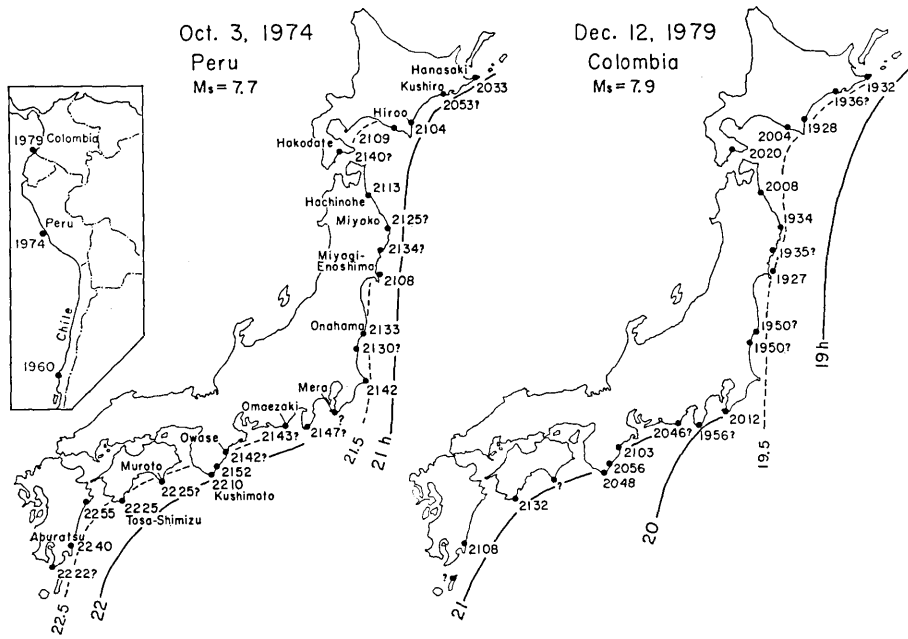 Oct. 3, 1974
Peru
Ms = 7.7
Dec. 12, 1979
Colombia
Ms = 7.9
1979
Colombia
Peru
1974
Chile
1960
Hanasaki
Kushiro
2033
2053?
Hiroo
2104
2109
Hakodate
2140?
2113
Hachinohe
Miyako
2125?
2134?
Miyagi-
Enoshima
2108
Onahama
2133
2130?
2142
Mera
?
Omaezaki
2143?
2147?
Owase
2142?
2152
2210
Kushimoto
Muroto
2225?
2225
Tosa-Shimizu
2255
Aburatsu
2240
2222?
21.5
21h
22.5
22
1932
1936?
1928
2004
2020
2008
1934
1935?
1927
1950?
1950?
2012
1956?
2046?
2103
2056
2048
?
2132
2108
?
19h
19.5
20
21